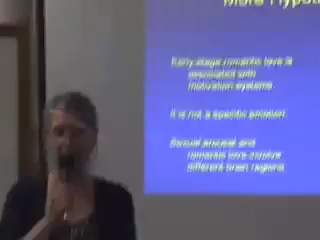 More Hypot
Early-stage romantic love is
associated with
motivation systems
It is not a specific emotion
Sexual arousal and
romantic love involve
different brain regions